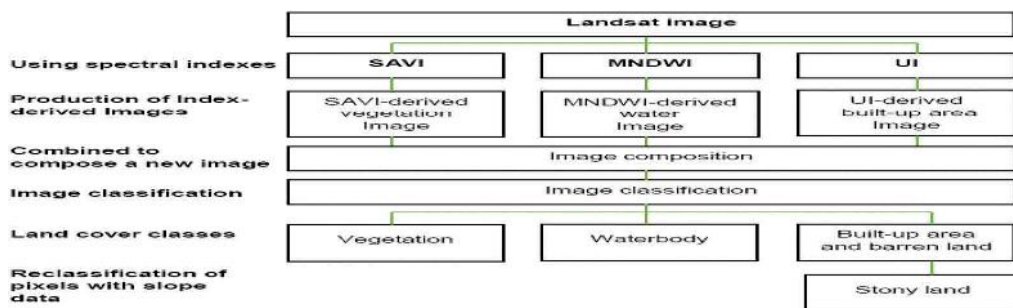 Landsat image
Using spectral indexes
SAVI
MNDWI
UI
Production of Index-
derived Images
SAVI-derived
vegetation
Image
MNDWI-derived
water
Image
UI-derived
built-up area
Image
Combined to
compose a new image
Image composition
Image classification
Image classification
Land cover classes
Vegetation
Waterbody
Built-up area
and barren land
Reclassification of
pixels with slope
data
Stony land